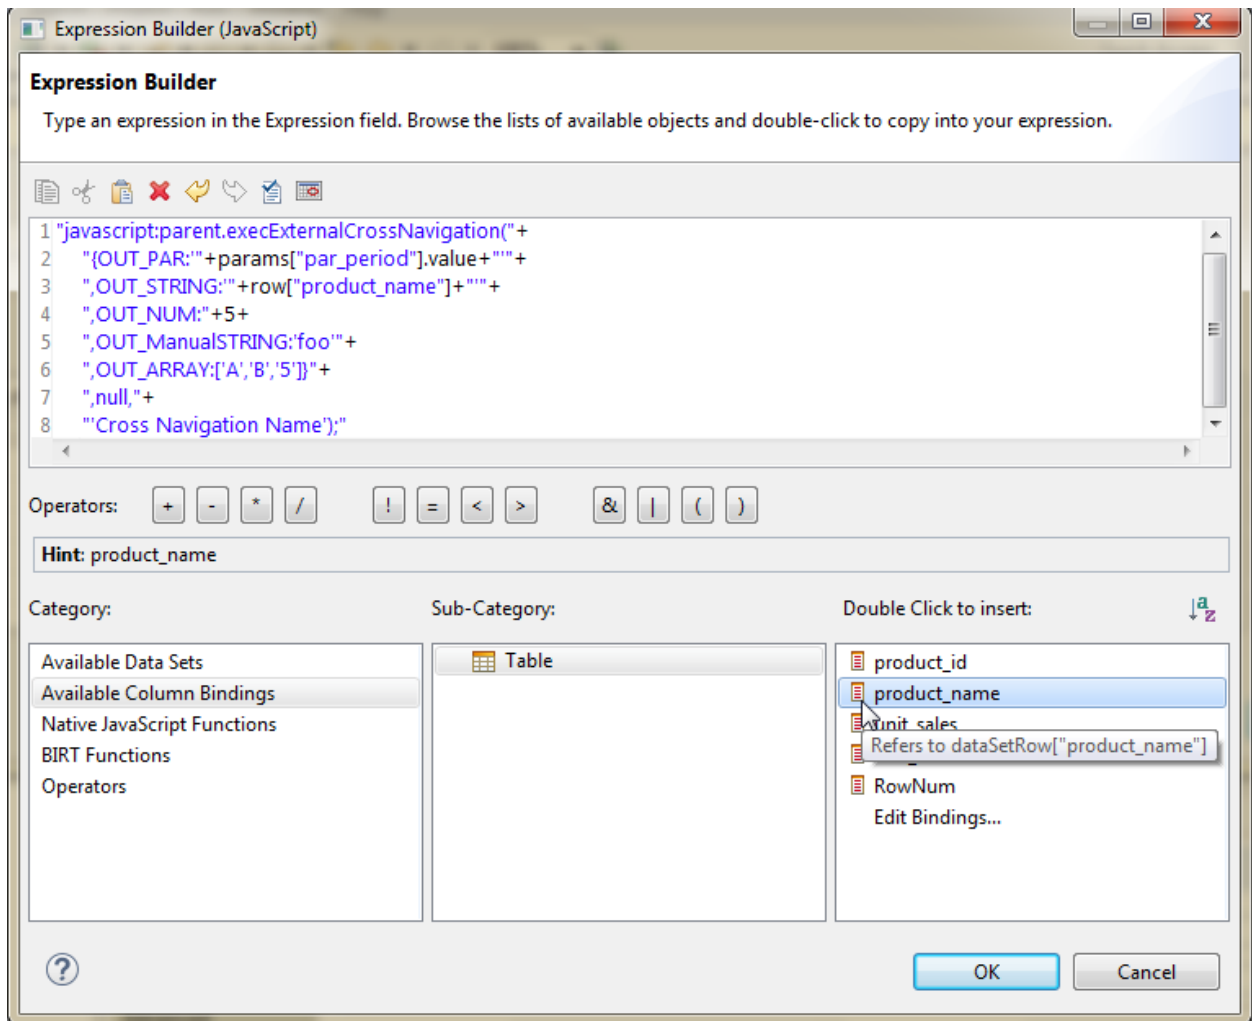 Expression Builder (JavaScript)
Expression Builder
Type an expression in the Expression field. Browse the lists of available objects and double-click to copy into your expression.
1 "javascript:parent.execExternalCrossNavigation("+
2 "{OUT_PAR:'"+params["par_period"].value+"'"+
3 ",OUT_STRING:'"+row["product_name"]+"'"+
4 ",OUT_NUM:"+5+
5 ",OUT_ManualSTRING:'foo'"+
6 ",OUT_ARRAY:['A','B','5']}"+
7 ",null,"+
8 "'Cross Navigation Name');"
Operators: + - * / ! = < > & | ( )
Hint: product_name
Category: Sub-Category: Double Click to insert:
Available Data Sets Table product_id
Available Column Bindings product_name
Native JavaScript Functions unit_sales
Refers to dataSetRow["product_name"]
BIRT Functions
Operators RowNum
Edit Bindings...
? OK Cancel